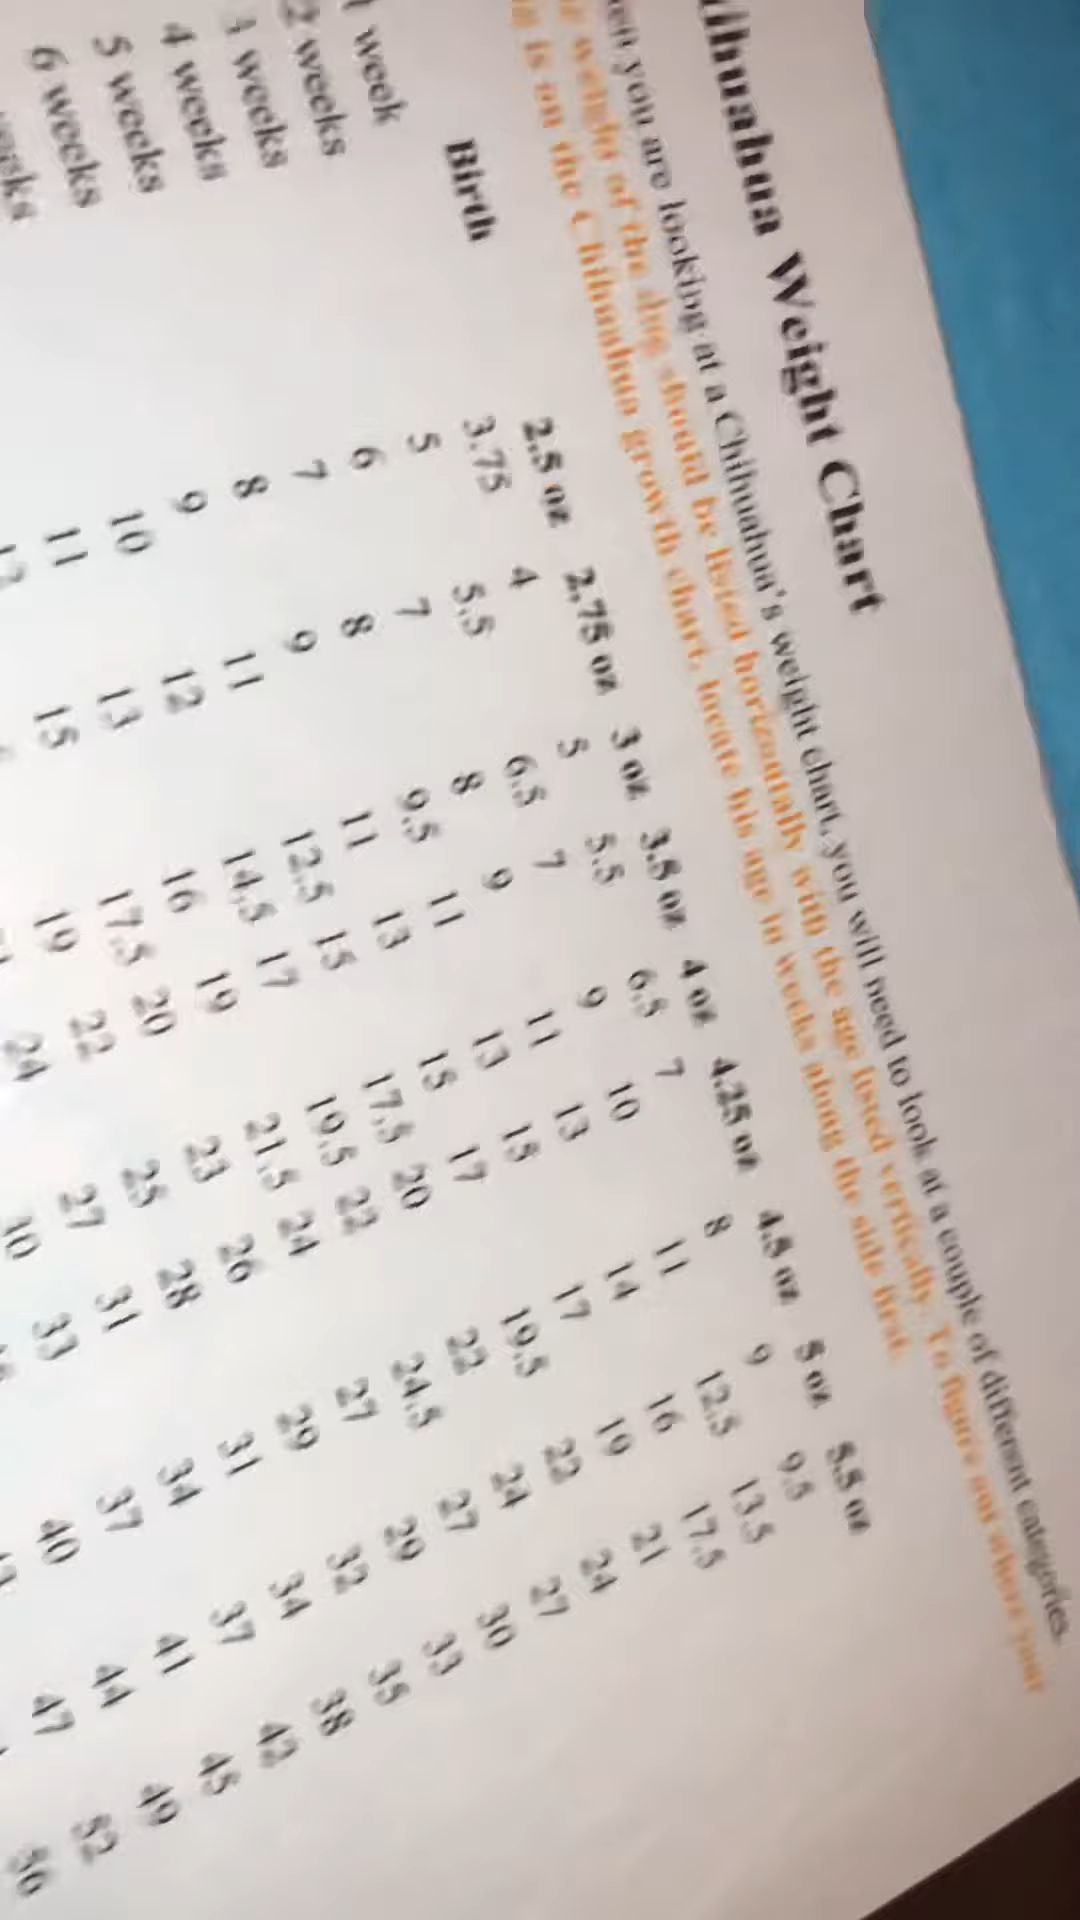 ihuahua Weight Chart
you are looking at a Chihuahua's weight chart, you will need to look at a couple of different categories.
weight of the dog should be listed horizontally with the age listed vertically. To figure out where your
is on the Chihuahua growth chart, locate his age in weeks along the side first.
Birth 2.5 oz 2.75 oz 3 oz 3.5 oz 4 oz 4.25 oz 4.5 oz 5 oz 5.5 oz
1 week 3.75 4 5 5.5 6.5 7 8 9 9.5
2 weeks 5 5.5 6.5 7 9 10 11 12.5 13.5
3 weeks 6 7 8 9 11 13 14 16 17.5
4 weeks 7 8 9.5 11 13 15 17 19 21
5 weeks 8 9 11 13 15 17 19.5 22 24
6 weeks 9 11 12.5 15 17.5 20 22 24 27
10 12 14.5 17 19.5 22 24.5 27 30
11 13 16 19 21.5 24 27 29 33
15 17.5 20 23 26 29 32 35
19 22 25 28 31 34 38
24 27 31 34 37 42
33 37 41 45
40 44 49
47 52
56